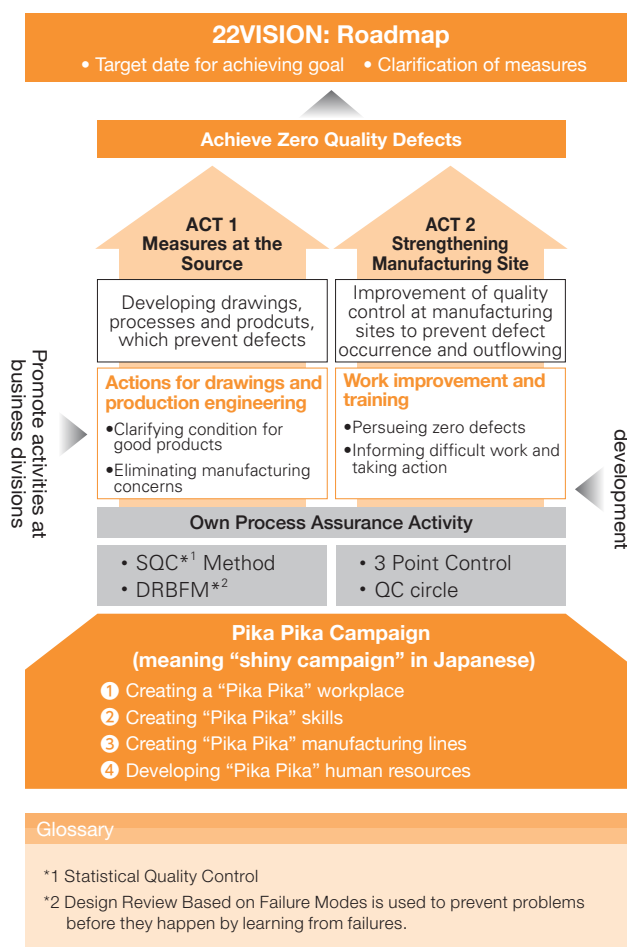 22VISION: Roadmap
• Target date for achieving goal • Clarification of measures
Achieve Zero Quality Defects
ACT 1
Measures at the
Source
Developing drawings,
processes and prodcuts,
which prevent defects
Actions for drawings and
production engineering
•Clarifying condition for
good products
•Eliminating manufacturing
concerns
ACT 2
Strengthening
Manufacturing Site
Improvement of quality
control at manufacturing
sites to prevent defect
occurrence and outflowing
Work improvement and
training
•Persueing zero defects
•Informing difficult work and
taking action
Promote activities at
business divisions
development
Own Process Assurance Activity
• SQC*1 Method
• DRBFM*2
• 3 Point Control
• QC circle
Pika Pika Campaign
(meaning “shiny campaign” in Japanese)
❶ Creating a “Pika Pika” workplace
❷ Creating “Pika Pika” skills
❸ Creating “Pika Pika” manufacturing lines
❹ Developing “Pika Pika” human resources
Glossary
*1 Statistical Quality Control
*2 Design Review Based on Failure Modes is used to prevent problems
before they happen by learning from failures.